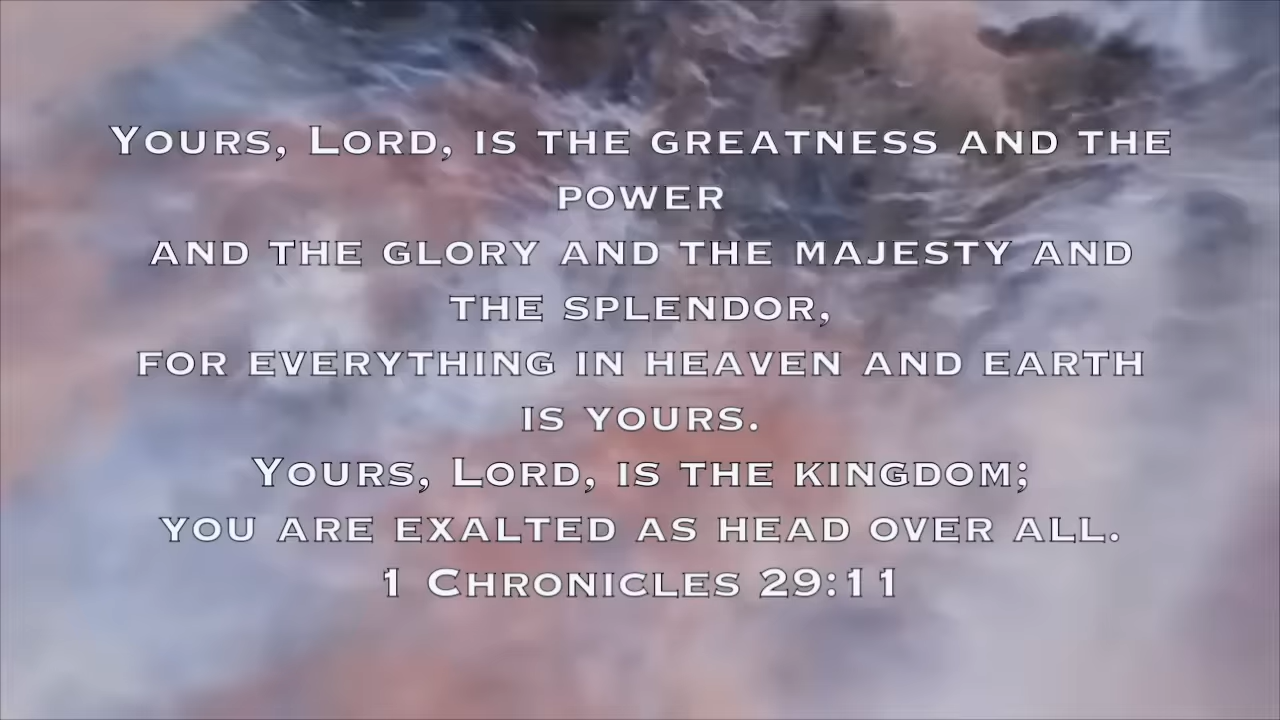 Yours, Lord, is the greatness and the
power
and the glory and the majesty and
the splendor,
for everything in heaven and earth
is yours.
Yours, Lord, is the kingdom;
you are exalted as head over all.
1 Chronicles 29:11